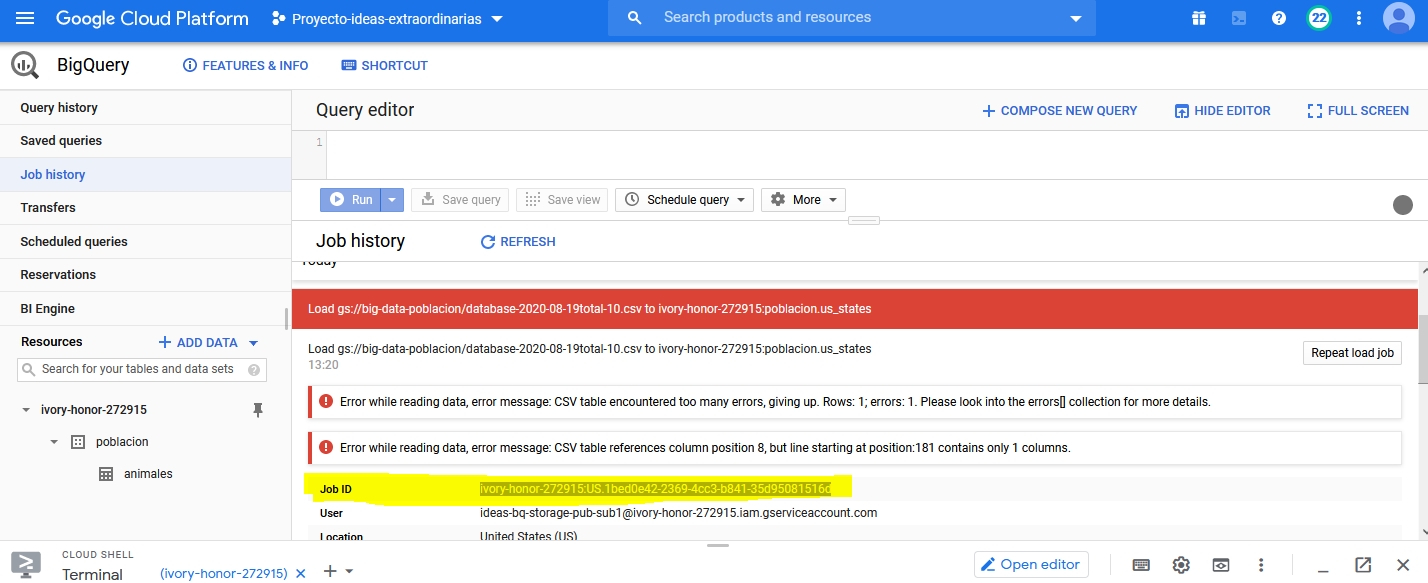 Google Cloud Platform
Proyecto-ideas-extraordinarias
Search products and resources
22
BigQuery
FEATURES & INFO
SHORTCUT
Query history
Saved queries
Job history
Transfers
Scheduled queries
Reservations
BI Engine
Resources
ADD DATA
Search for your tables and data sets
ivory-honor-272915
poblacion
animales
Query editor
COMPOSE NEW QUERY
HIDE EDITOR
FULL SCREEN
1
Run
Save query
Save view
Schedule query
More
Job history
REFRESH
Today
Load gs://big-data-poblacion/database-2020-08-19total-10.csv to ivory-honor-272915:poblacion.us_states
Load gs://big-data-poblacion/database-2020-08-19total-10.csv to ivory-honor-272915:poblacion.us_states
13:20
Repeat load job
Error while reading data, error message: CSV table encountered too many errors, giving up. Rows: 1; errors: 1. Please look into the errors[] collection for more details.
Error while reading data, error message: CSV table references column position 8, but line starting at position:181 contains only 1 columns.
Job ID ivory-honor-272915:US.1bed0e42-2369-4cc3-b841-35d95081516d
User ideas-bq-storage-pub-sub1@ivory-honor-272915.iam.gserviceaccount.com
Location United States (US)
CLOUD SHELL
Terminal
(ivory-honor-272915)
Open editor